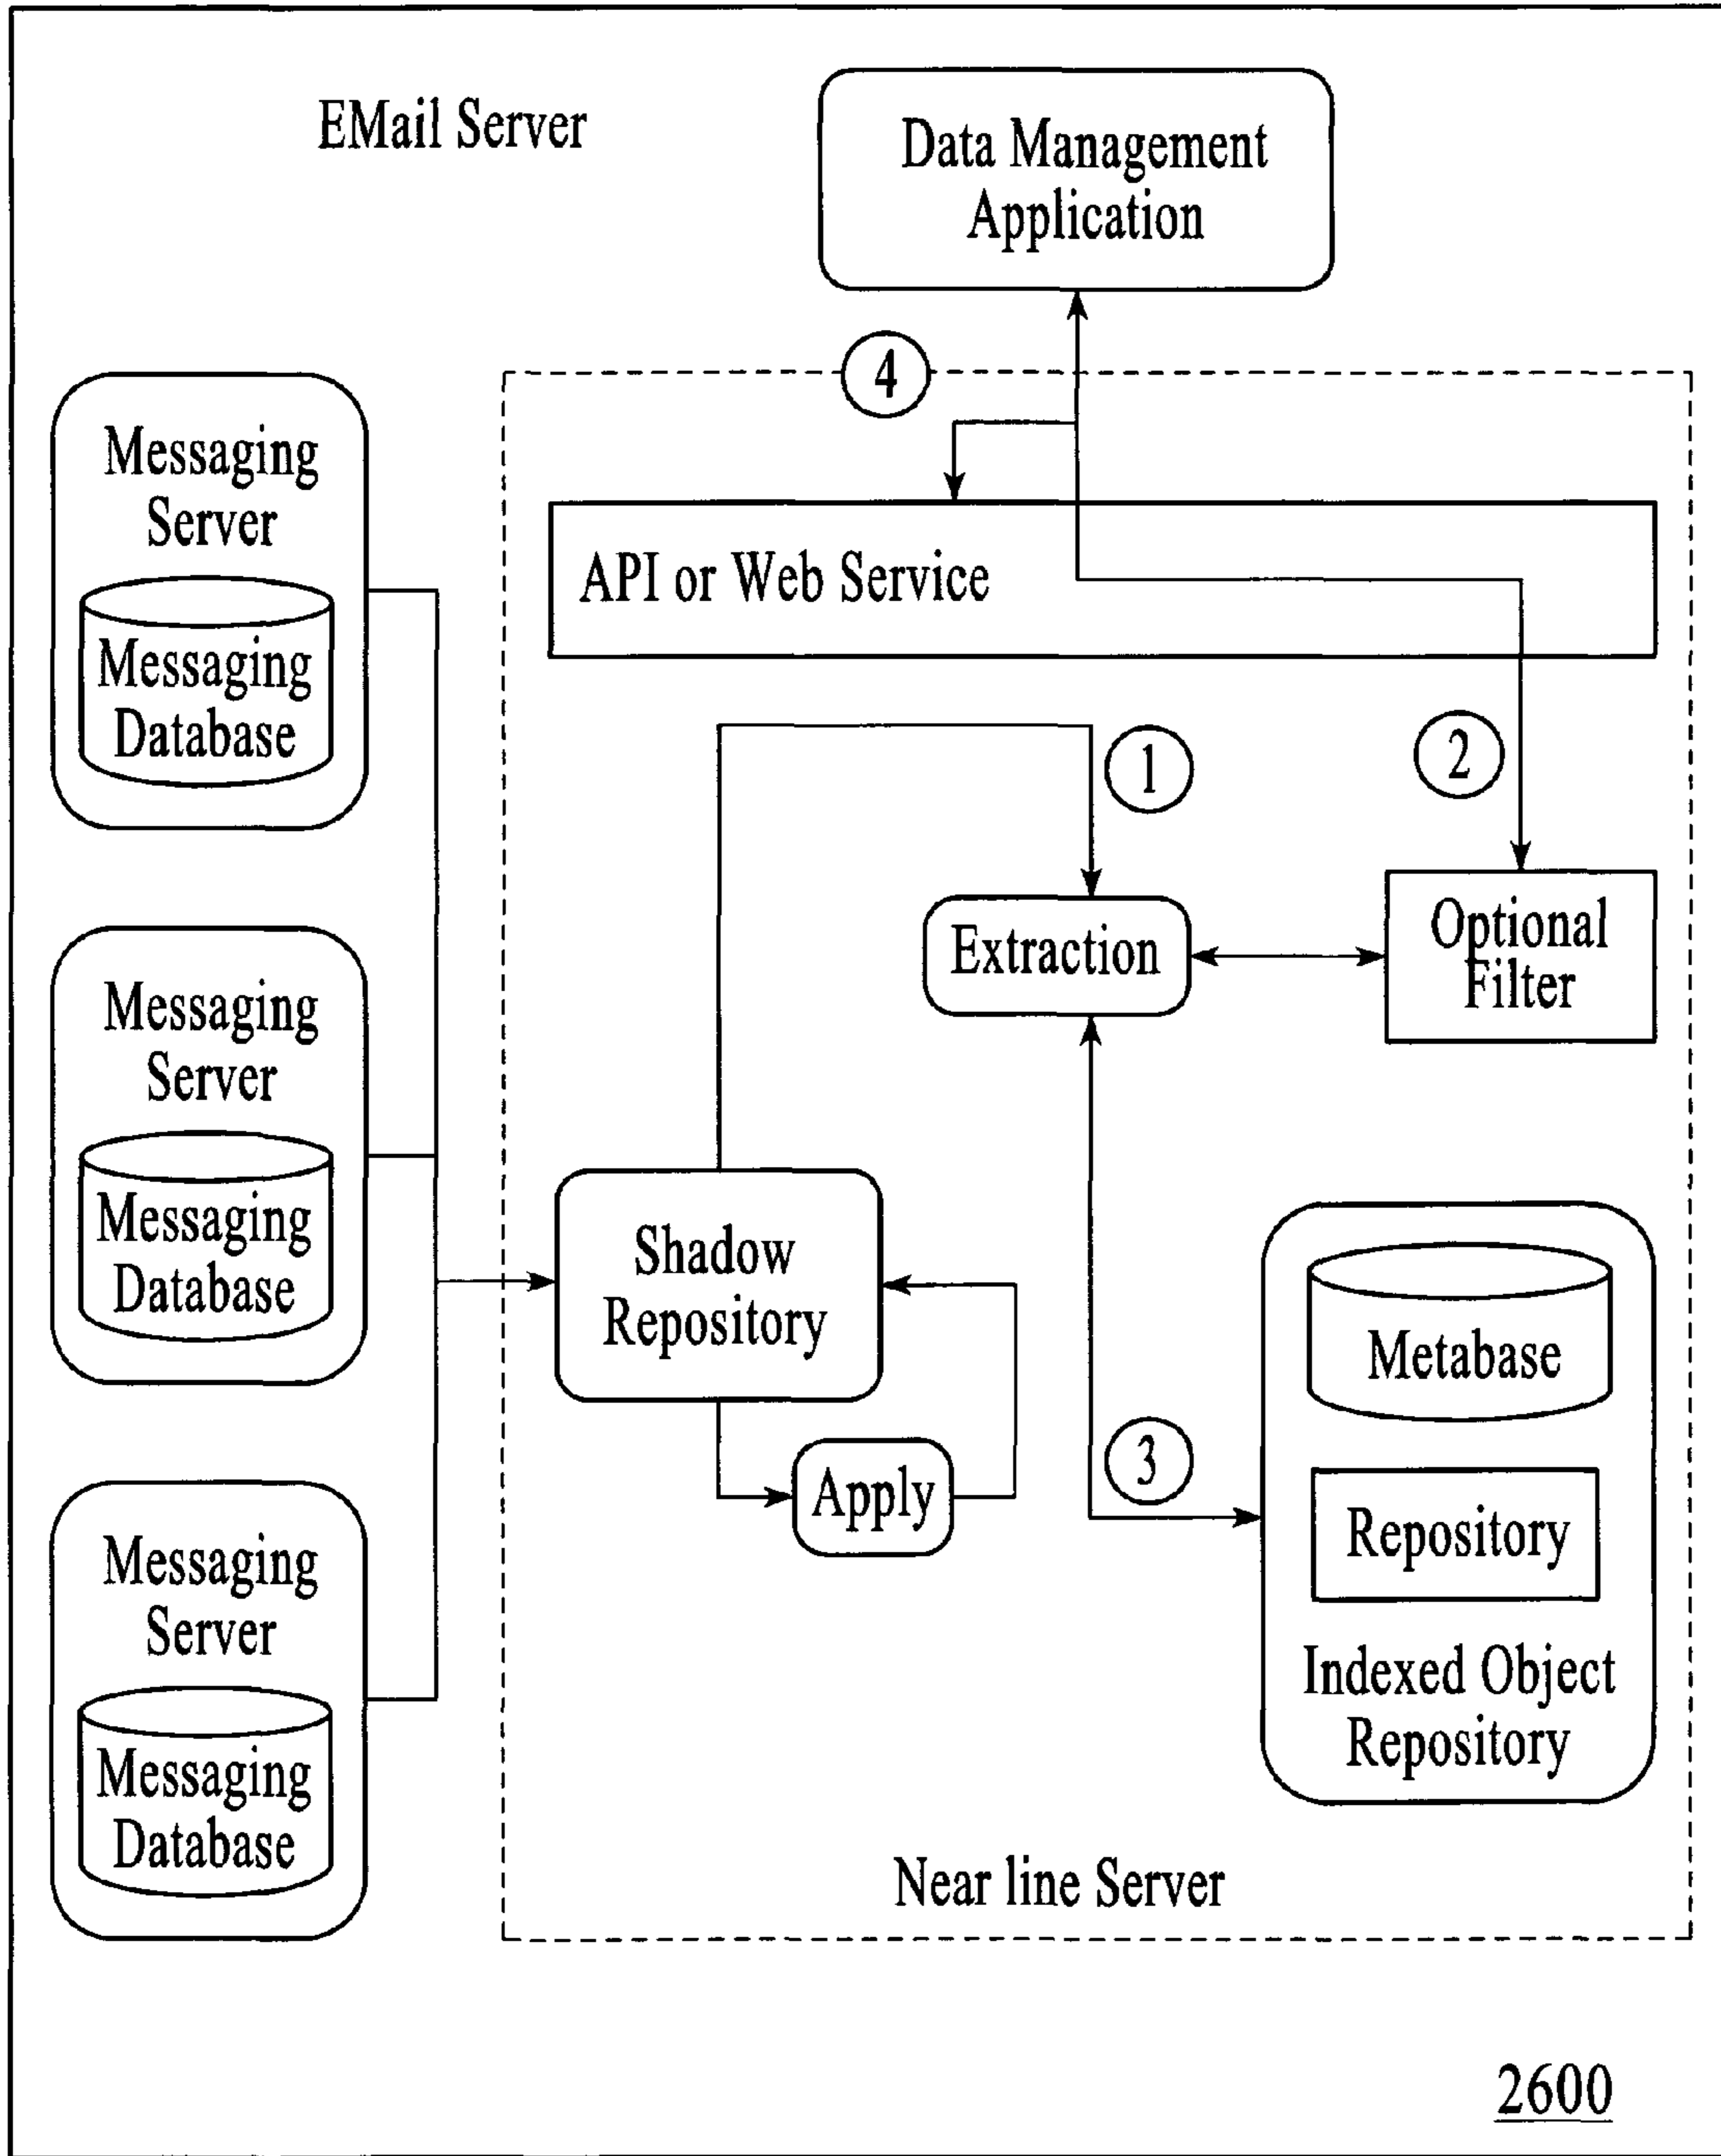 EMail Server
Data Management
Application
4
Messaging
Server
Messaging
Database
API or Web Service
1
2
Extraction
Optional
Filter
Messaging
Server
Messaging
Database
Shadow
Repository
Apply
3
Metabase
Repository
Indexed Object
Repository
Messaging
Server
Messaging
Database
Near line Server
2600